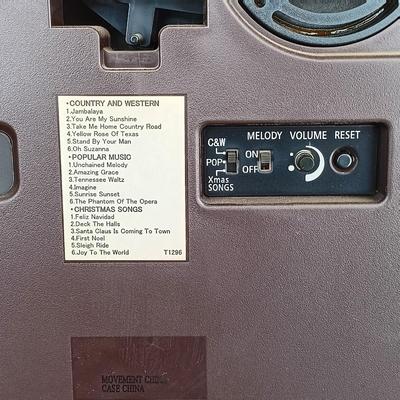 ・COUNTRY AND WESTERN
1.Jambalaya
2.You Are My Sunshine
3.Take Me Home Country Road
4.Yellow Rose Of Texas
5.Stand By Your Man
6.Oh Suzanna
・POPULAR MUSIC
1.Unchained Melody
2.Amazing Grace
3.Tennessee Waltz
4.Imagine
5.Sunrise Sunset
6.The Phantom Of The Opera
・CHRISTMAS SONGS
1.Feliz Navidad
2.Deck The Halls
3.Santa Claus Is Coming To Town
4.First Noel
5.Sleigh Ride
6.Joy To The World T1296
MELODY VOLUME RESET
C&W
POP
Xmas
SONGS
ON
OFF
MOVEMENT CHINA
CASE CHINA